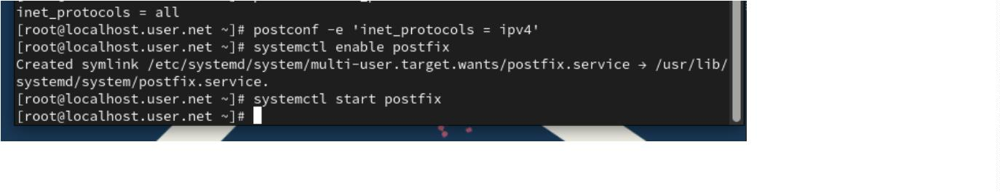 inet_protocols = all
[root@localhost.user.net ~]# postconf -e 'inet_protocols = ipv4'
[root@localhost.user.net ~]# systemctl enable postfix
Created symlink /etc/systemd/system/multi-user.target.wants/postfix.service → /usr/lib/
systemd/system/postfix.service.
[root@localhost.user.net ~]# systemctl start postfix
[root@localhost.user.net ~]#